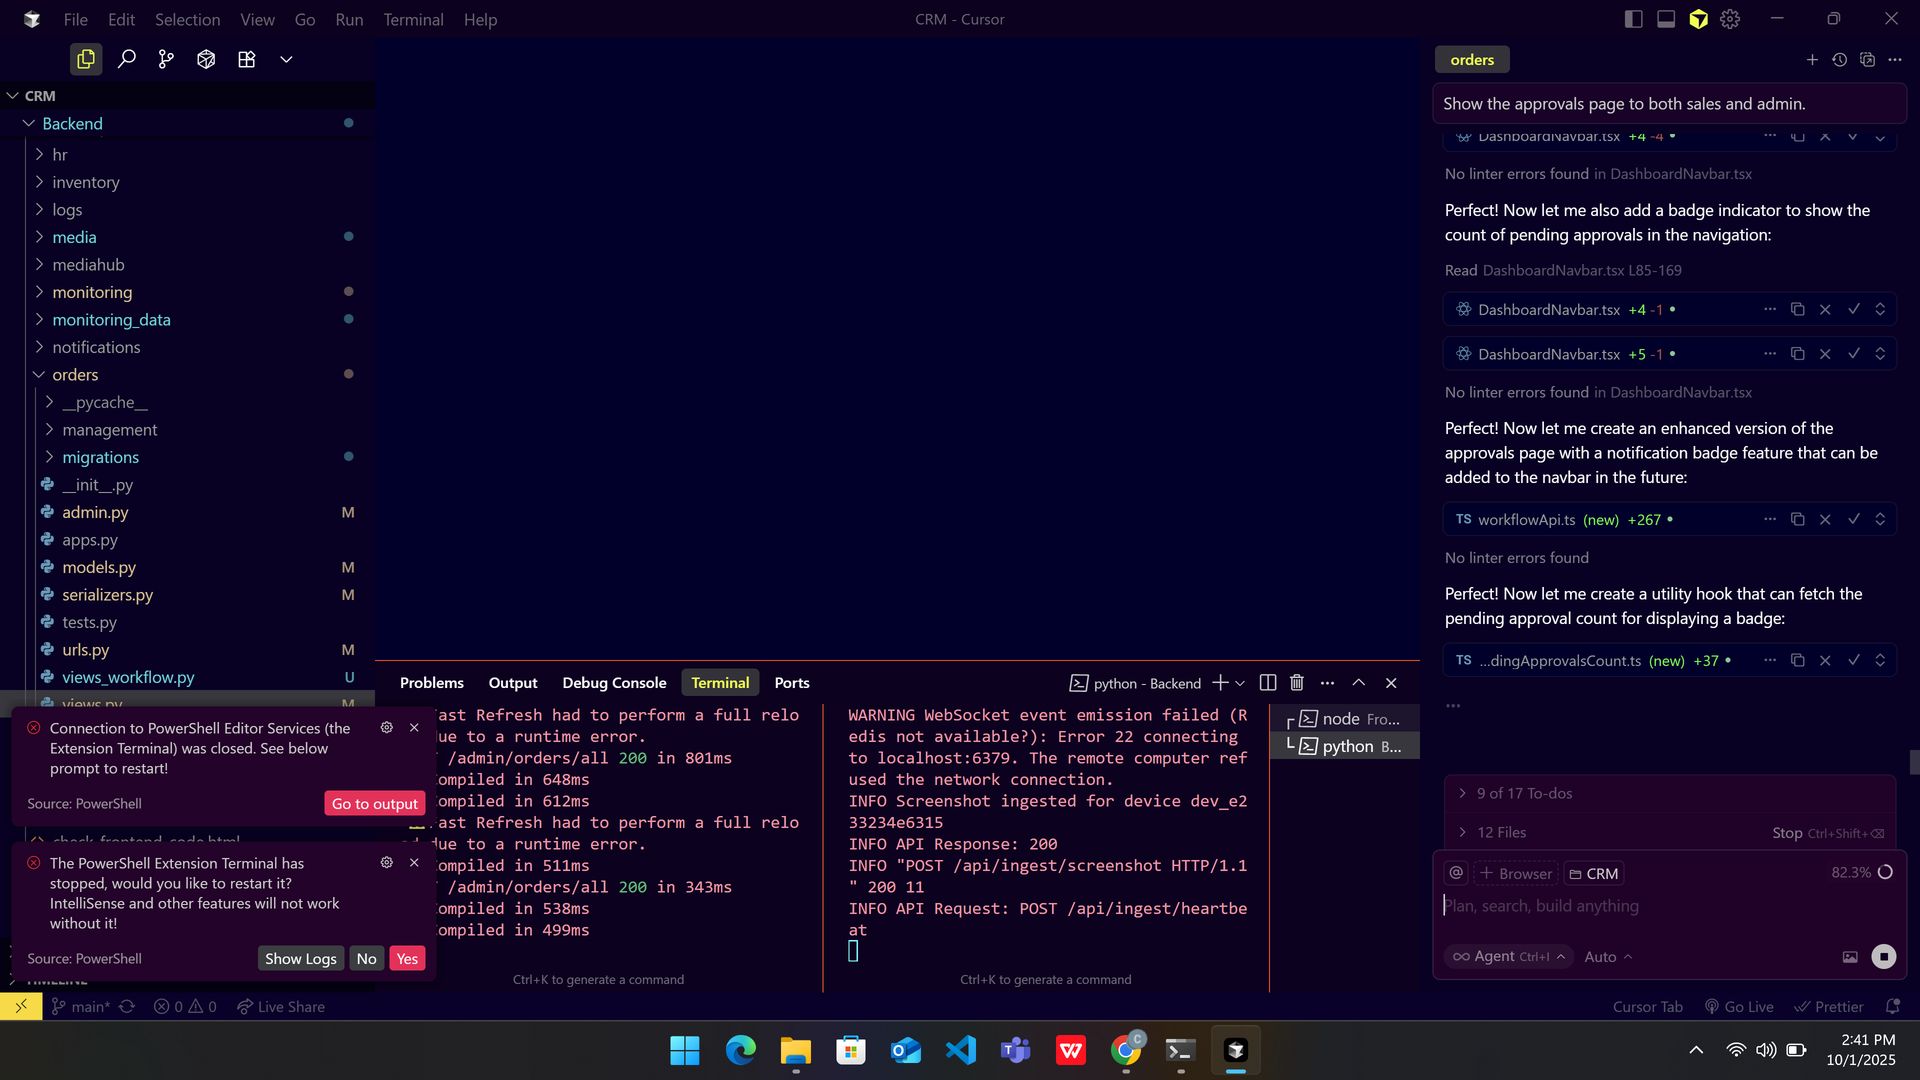 File Edit Selection View Go Run Terminal Help
CRM - Cursor
CRM
Backend
hr
inventory
logs
media
mediahub
monitoring
monitoring_data
notifications
orders
__pycache__
management
migrations
__init__.py
admin.py M
apps.py
models.py M
serializers.py M
tests.py
urls.py M
views_workflow.py U
views.py M
Connection to PowerShell Editor Services (the
Extension Terminal) was closed. See below
prompt to restart!
Source: PowerShell
Go to output
check_frontend_code.html
The PowerShell Extension Terminal has
stopped, would you like to restart it?
IntelliSense and other features will not work
without it!
Source: PowerShell
Show Logs No Yes
TIMELINE
Problems Output Debug Console Terminal Ports
python - Backend
ast Refresh had to perform a full relo
ue to a runtime error.
/admin/orders/all 200 in 801ms
ompiled in 648ms
ompiled in 612ms
ast Refresh had to perform a full relo
d due to a runtime error.
ompiled in 511ms
/admin/orders/all 200 in 343ms
ompiled in 538ms
ompiled in 499ms
Ctrl+K to generate a command
WARNING WebSocket event emission failed (R
edis not available?): Error 22 connecting
to localhost:6379. The remote computer ref
used the network connection.
INFO Screenshot ingested for device dev_e2
33234e6315
INFO API Response: 200
INFO "POST /api/ingest/screenshot HTTP/1.1
" 200 11
INFO API Request: POST /api/ingest/heartbe
at
Ctrl+K to generate a command
node Fro...
python B...
orders
Show the approvals page to both sales and admin.
DashboardNavbar.tsx +4 -4
No linter errors found in DashboardNavbar.tsx
Perfect! Now let me also add a badge indicator to show the
count of pending approvals in the navigation:
Read DashboardNavbar.tsx L85-169
DashboardNavbar.tsx +4 -1
DashboardNavbar.tsx +5 -1
No linter errors found in DashboardNavbar.tsx
Perfect! Now let me create an enhanced version of the
approvals page with a notification badge feature that can be
added to the navbar in the future:
TS workflowApi.ts (new) +267
No linter errors found
Perfect! Now let me create a utility hook that can fetch the
pending approval count for displaying a badge:
TS ...dingApprovalsCount.ts (new) +37
9 of 17 To-dos
12 Files
Stop Ctrl+Shift+⌫
@ + Browser CRM
82.3%
Plan, search, build anything
Agent Ctrl+I Auto
main* 0 0 Live Share
Cursor Tab Go Live Prettier
2:41 PM
10/1/2025